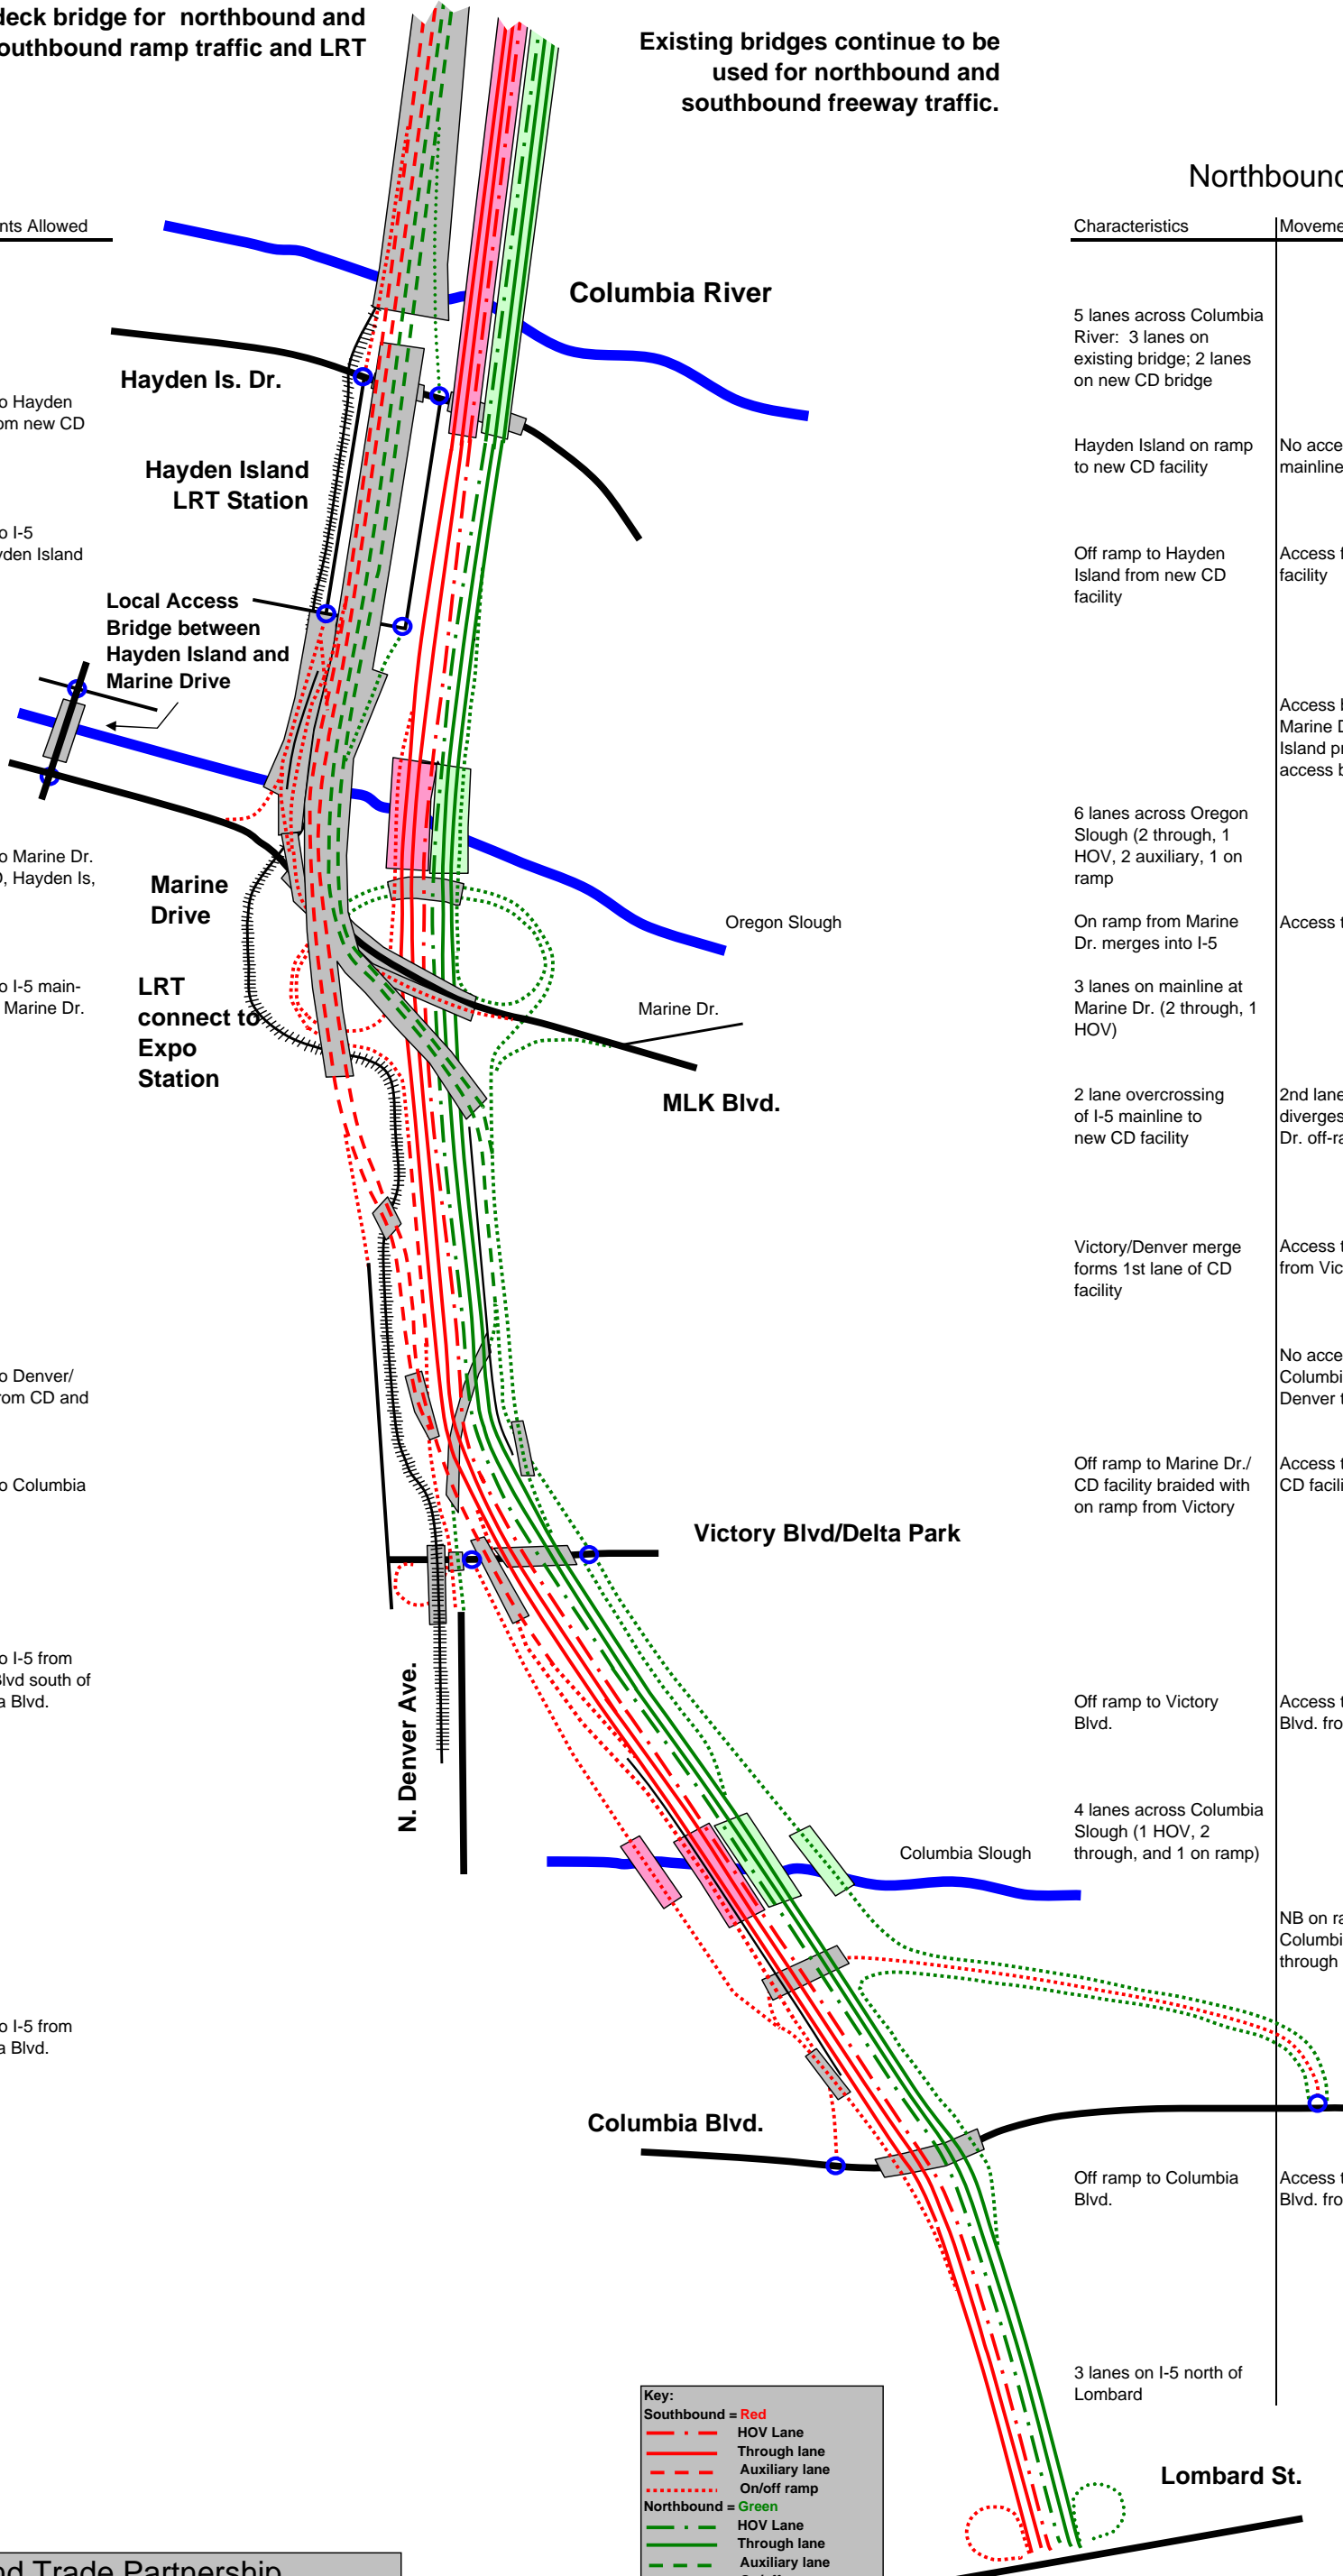 deck bridge for northbound and
southbound ramp traffic and LRT
Existing bridges continue to be
used for northbound and
southbound freeway traffic.
Northbound
nts Allowed
Characteristics
Moveme
Columbia River
5 lanes across Columbia
River: 3 lanes on
existing bridge; 2 lanes
on new CD bridge
Hayden Is. Dr.
o Hayden
om new CD
Hayden Island
LRT Station
Hayden Island on ramp
to new CD facility
No acce
mainline
o I-5
yden Island
Off ramp to Hayden
Island from new CD
facility
Access f
facility
Local Access
Bridge between
Hayden Island and
Marine Drive
Access b
Marine D
Island pr
access b
6 lanes across Oregon
Slough (2 through, 1
HOV, 2 auxiliary, 1 on
ramp
o Marine Dr.
D, Hayden Is,
Marine
Drive
Oregon Slough
On ramp from Marine
Dr. merges into I-5
Access t
o I-5 main-
Marine Dr.
LRT
connect to
Expo
Station
Marine Dr.
3 lanes on mainline at
Marine Dr. (2 through, 1
HOV)
MLK Blvd.
2 lane overcrossing
of I-5 mainline to
new CD facility
2nd lane
diverges
Dr. off-ra
Victory/Denver merge
forms 1st lane of CD
facility
Access t
from Vic
No acce
Columbi
Denver t
o Denver/
rom CD and
o Columbia
Off ramp to Marine Dr./
CD facility braided with
on ramp from Victory
Access t
CD facili
Victory Blvd/Delta Park
o I-5 from
Blvd south of
a Blvd.
N. Denver Ave.
Off ramp to Victory
Blvd.
Access t
Blvd. fro
4 lanes across Columbia
Slough (1 HOV, 2
through, and 1 on ramp)
Columbia Slough
NB on ra
Columbi
through
o I-5 from
a Blvd.
Columbia Blvd.
Off ramp to Columbia
Blvd.
Access t
Blvd. fro
3 lanes on I-5 north of
Lombard
Key:
Southbound = Red
HOV Lane
Through lane
Auxiliary lane
On/off ramp
Northbound = Green
HOV Lane
Through lane
Auxiliary lane
Lombard St.
nd Trade Partnership